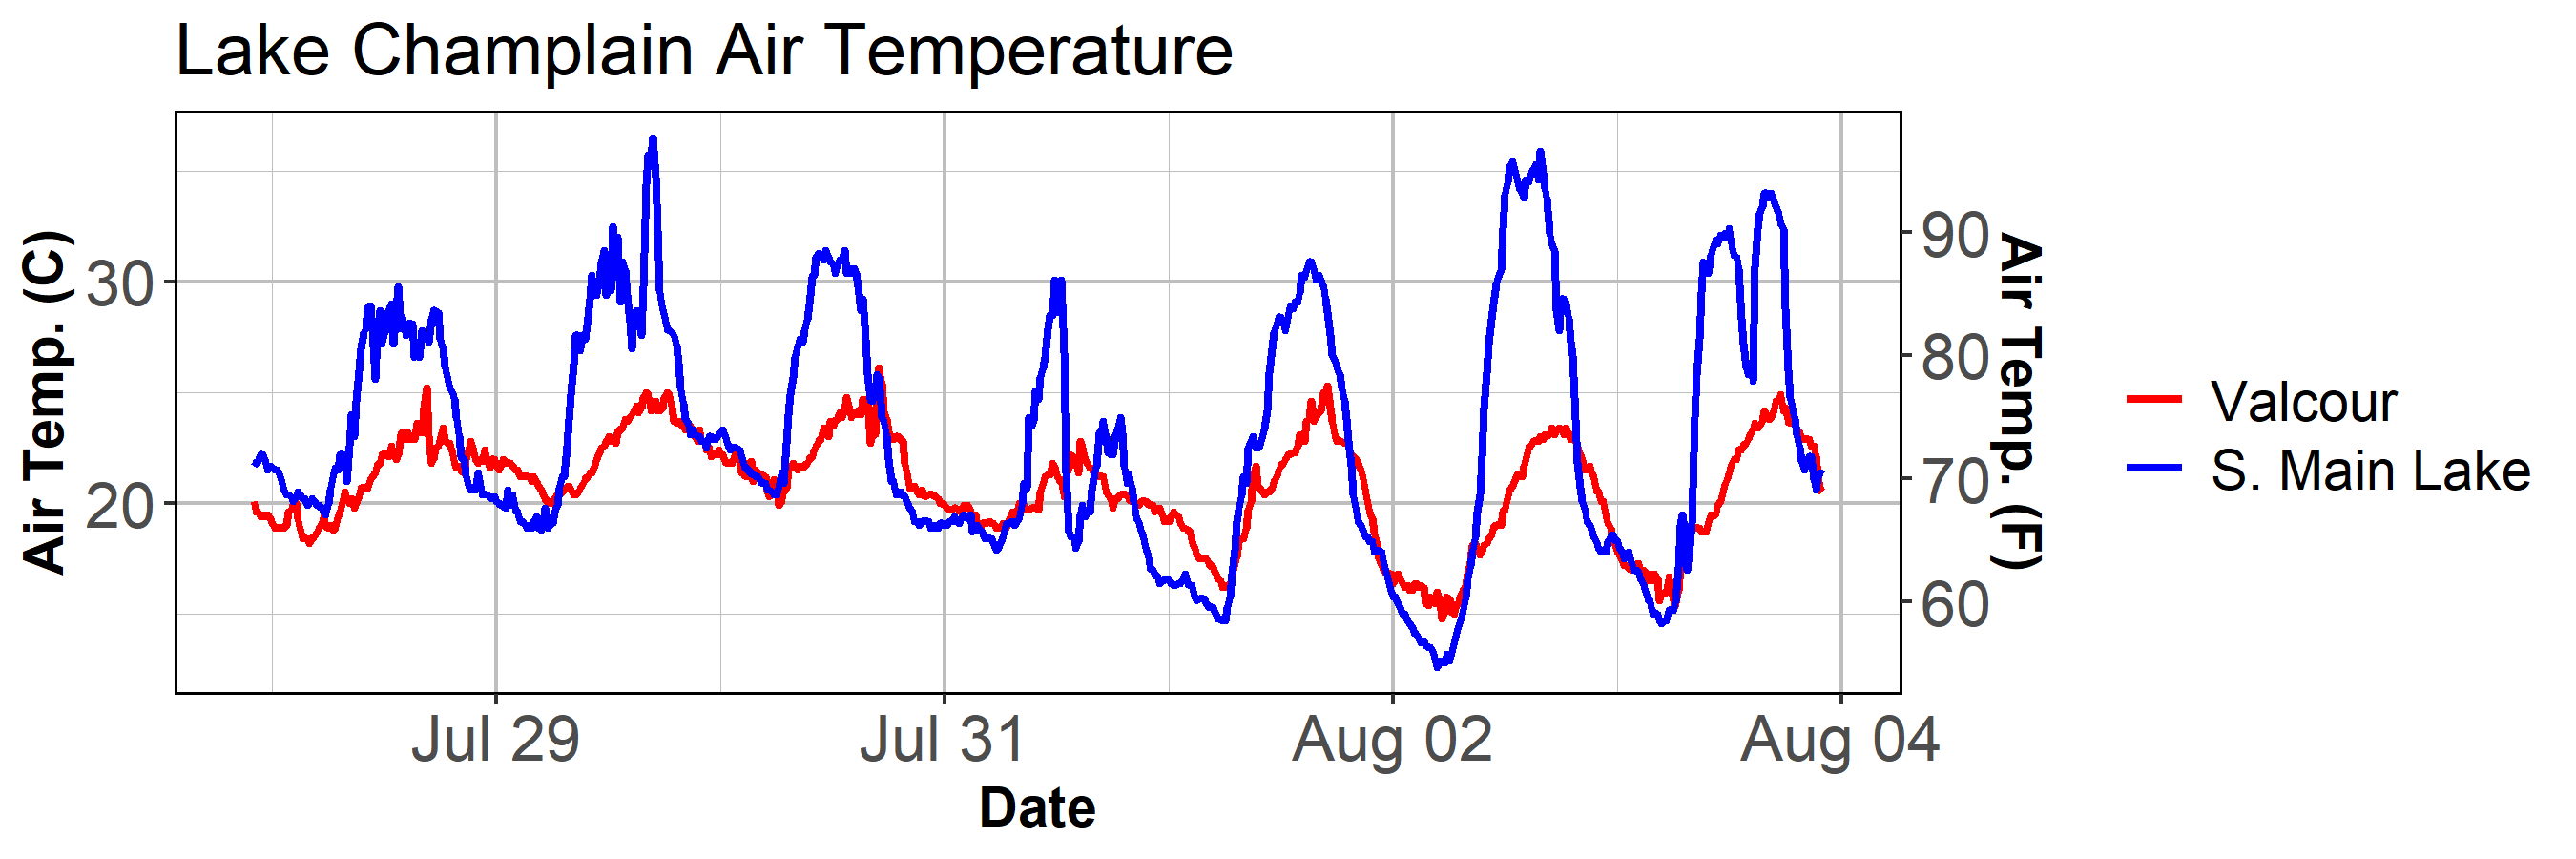 Lake Champlain Air Temperature
Air Temp. (C)
30
20
90
80
70
60
Air Temp. (F)
Jul 29
Jul 31
Aug 02
Aug 04
Date
Valcour
S. Main Lake